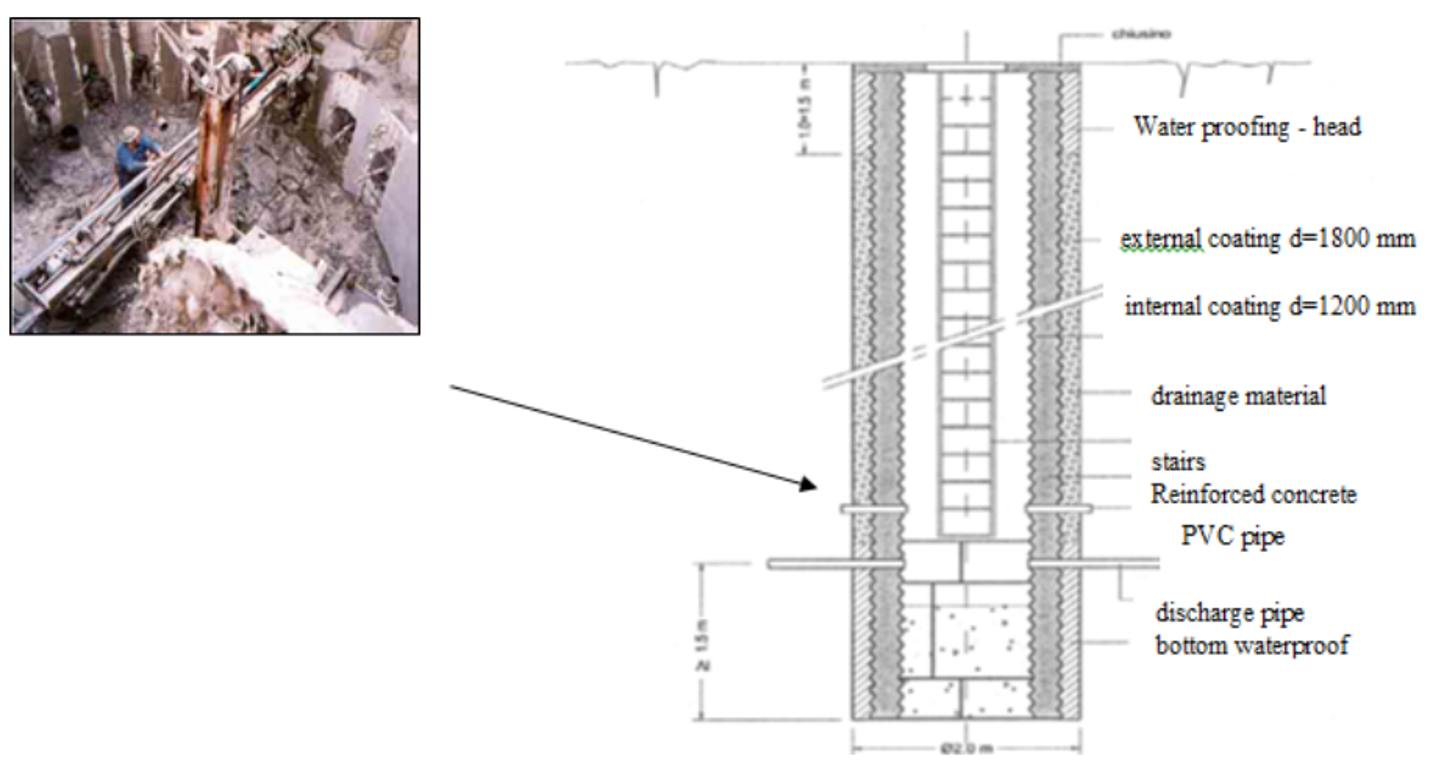 chiusino
1.0÷1.5 m
Water proofing - head
external coating d=1800 mm
internal coating d=1200 mm
drainage material
stairs
Reinforced concrete
PVC pipe
discharge pipe
bottom waterproof
≥ 1.5 m
Ø2.0 m